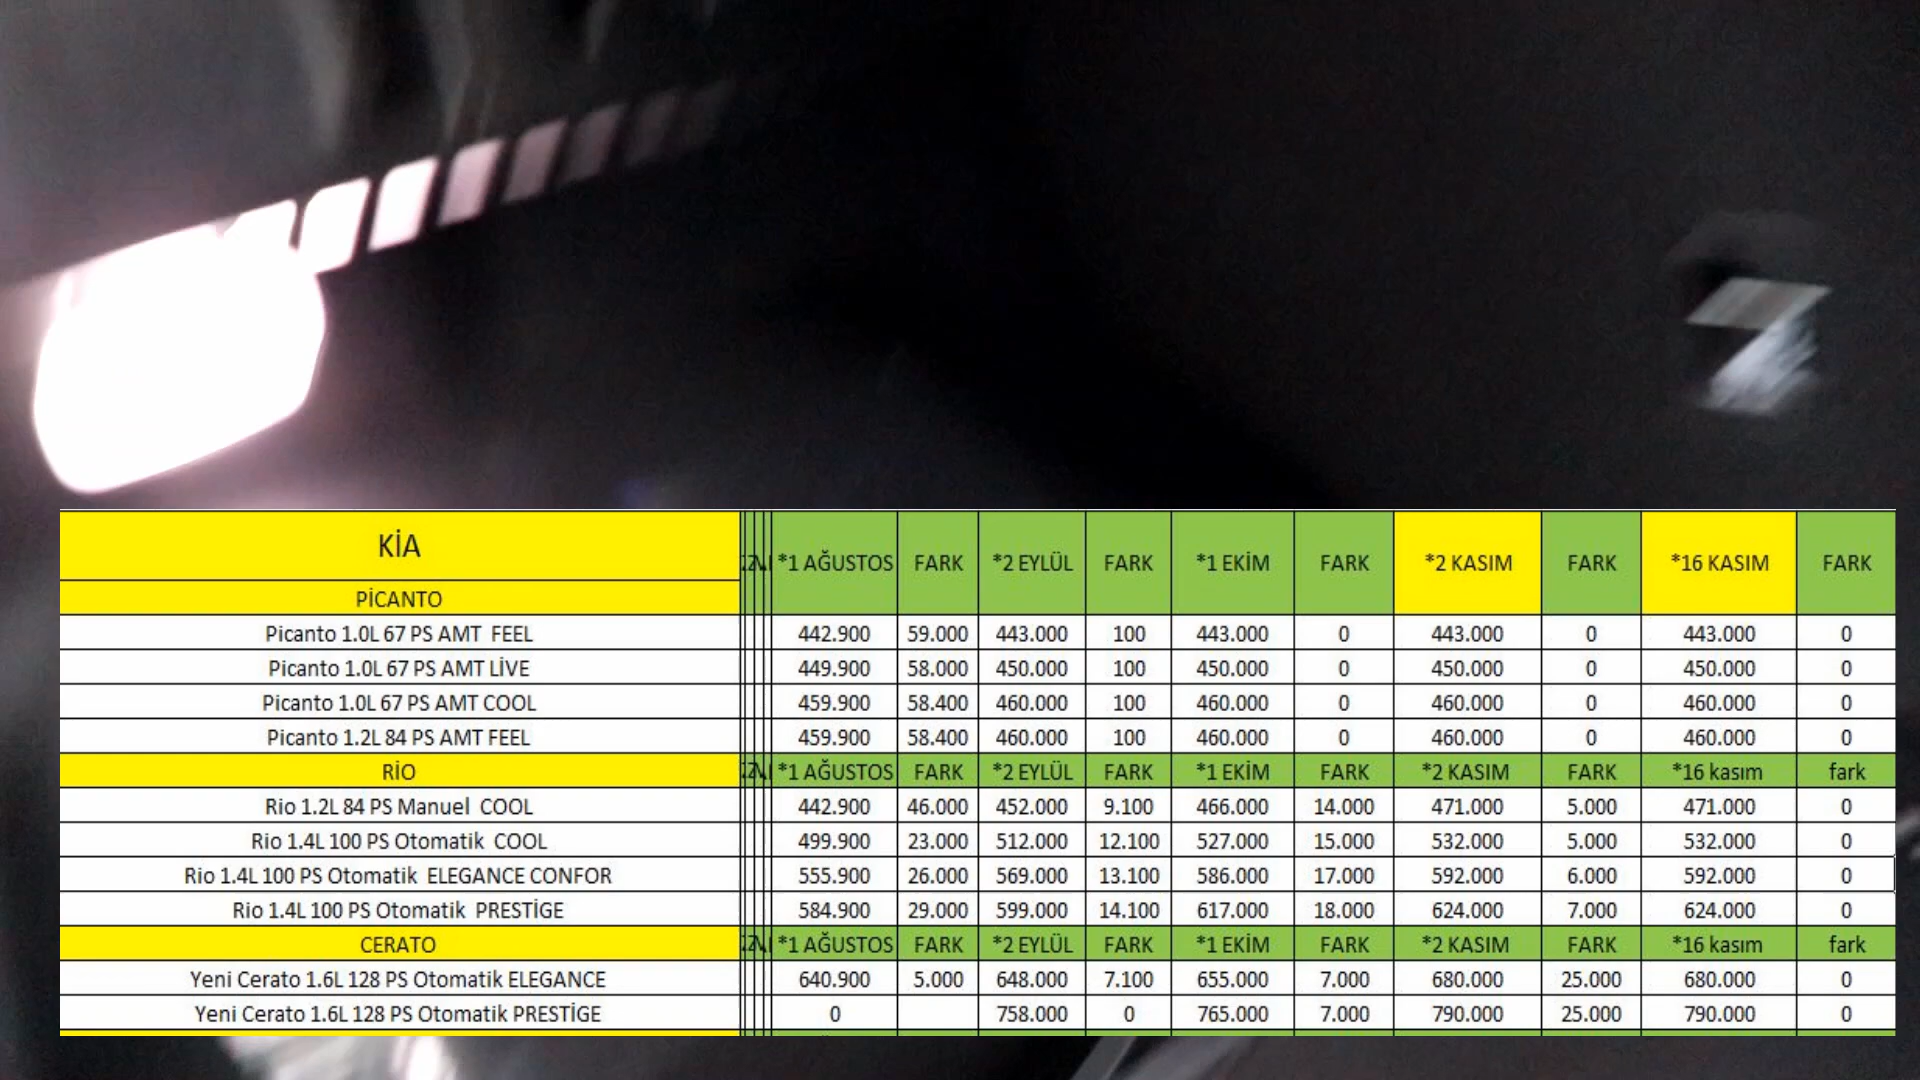 KİA *1 AĞUSTOS FARK *2 EYLÜL FARK *1 EKİM FARK *2 KASIM FARK *16 KASIM FARK
PİCANTO
Picanto 1.0L 67 PS AMT FEEL 442.900 59.000 443.000 100 443.000 0 443.000 0 443.000 0
Picanto 1.0L 67 PS AMT LİVE 449.900 58.000 450.000 100 450.000 0 450.000 0 450.000 0
Picanto 1.0L 67 PS AMT COOL 459.900 58.400 460.000 100 460.000 0 460.000 0 460.000 0
Picanto 1.2L 84 PS AMT FEEL 459.900 58.400 460.000 100 460.000 0 460.000 0 460.000 0
RİO *1 AĞUSTOS FARK *2 EYLÜL FARK *1 EKİM FARK *2 KASIM FARK *16 kasım fark
Rio 1.2L 84 PS Manuel COOL 442.900 46.000 452.000 9.100 466.000 14.000 471.000 5.000 471.000 0
Rio 1.4L 100 PS Otomatik COOL 499.900 23.000 512.000 12.100 527.000 15.000 532.000 5.000 532.000 0
Rio 1.4L 100 PS Otomatik ELEGANCE CONFOR 555.900 26.000 569.000 13.100 586.000 17.000 592.000 6.000 592.000 0
Rio 1.4L 100 PS Otomatik PRESTİGE 584.900 29.000 599.000 14.100 617.000 18.000 624.000 7.000 624.000 0
CERATO *1 AĞUSTOS FARK *2 EYLÜL FARK *1 EKİM FARK *2 KASIM FARK *16 kasım fark
Yeni Cerato 1.6L 128 PS Otomatik ELEGANCE 640.900 5.000 648.000 7.100 655.000 7.000 680.000 25.000 680.000 0
Yeni Cerato 1.6L 128 PS Otomatik PRESTİGE 0 758.000 0 765.000 7.000 790.000 25.000 790.000 0